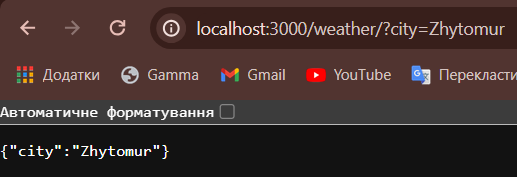 localhost:3000/weather/?city=Zhytomur
Додатки Gamma Gmail YouTube Перекласти
Автоматичне форматування
{"city":"Zhytomur"}